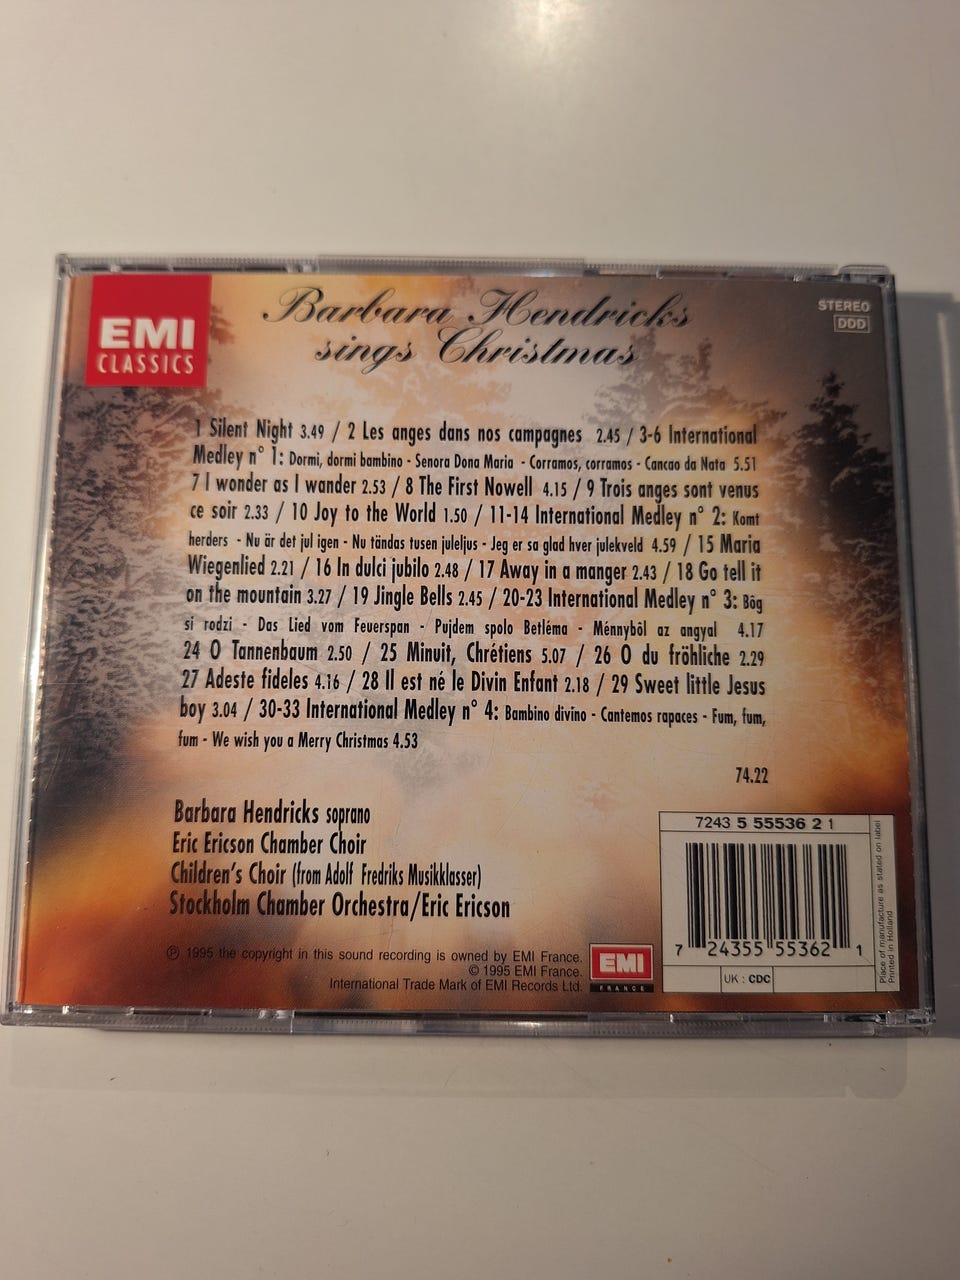 EMI
CLASSICS
Barbara Hendricks
sings Christmas
STEREO
DDD
1 Silent Night 3.49 / 2 Les anges dans nos campagnes 2.45 / 3-6 International
Medley n° 1: Dormi, dormi bambino - Senora Dona Maria - Corramos, corramos - Cancao da Nata 5.51
7 I wonder as I wander 2.53 / 8 The First Nowell 4.15 / 9 Trois anges sont venus
ce soir 2.33 / 10 Joy to the World 1.50 / 11-14 International Medley n° 2: Komt
herders - Nu är det jul igen - Nu tändas tusen juleljus - Jeg er sa glad hver julekveld 4.59 / 15 Maria
Wiegenlied 2.21 / 16 In dulci jubilo 2.48 / 17 Away in a manger 2.43 / 18 Go tell it
on the mountain 3.27 / 19 Jingle Bells 2.45 / 20-23 International Medley n° 3: Bög
si rodzi - Das Lied vom Feuerspan - Pujdem spolo Betléma - Ménnyböl az angyal 4.17
24 O Tannenbaum 2.50 / 25 Minuit, Chrétiens 5.07 / 26 O du fröhliche 2.29
27 Adeste fideles 4.16 / 28 Il est né le Divin Enfant 2.18 / 29 Sweet little Jesus
boy 3.04 / 30-33 International Medley n° 4: Bambino divino - Cantemos rapaces - Fum, fum,
fum - We wish you a Merry Christmas 4.53
74.22
Barbara Hendricks soprano
Eric Ericson Chamber Choir
Children's Choir (from Adolf Fredriks Musikklasser)
Stockholm Chamber Orchestra/Eric Ericson
℗ 1995 the copyright in this sound recording is owned by EMI France.
© 1995 EMI France.
International Trade Mark of EMI Records Ltd.
EMI
FRANCE
7243 5 55536 2 1
7 24355 55362 1
UK : CDC
Place of manufacture as stated on label
Printed in Holland